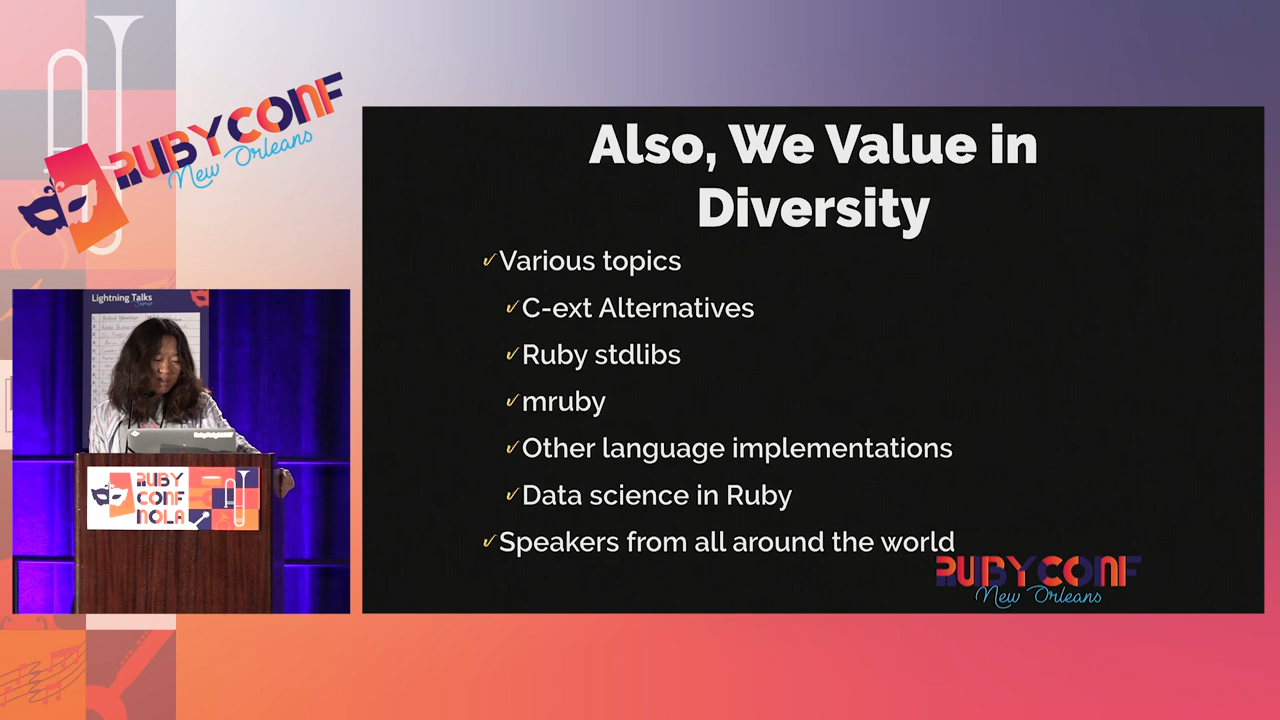 RUBYCONF
New Orleans
Lightning Talks
RUBY
CONF
NOLA
Also, We Value in
Diversity
✓Various topics
✓C-ext Alternatives
✓Ruby stdlibs
✓mruby
✓Other language implementations
✓Data science in Ruby
✓Speakers from all around the world
RUBYCONF
New Orleans